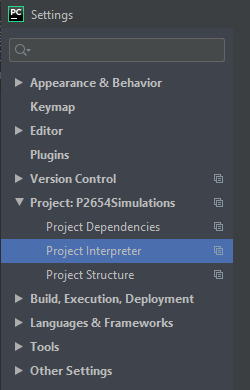 PC Settings
Appearance & Behavior
Keymap
Editor
Plugins
Version Control
Project: P2654Simulations
Project Dependencies
Project Interpreter
Project Structure
Build, Execution, Deployment
Languages & Frameworks
Tools
Other Settings